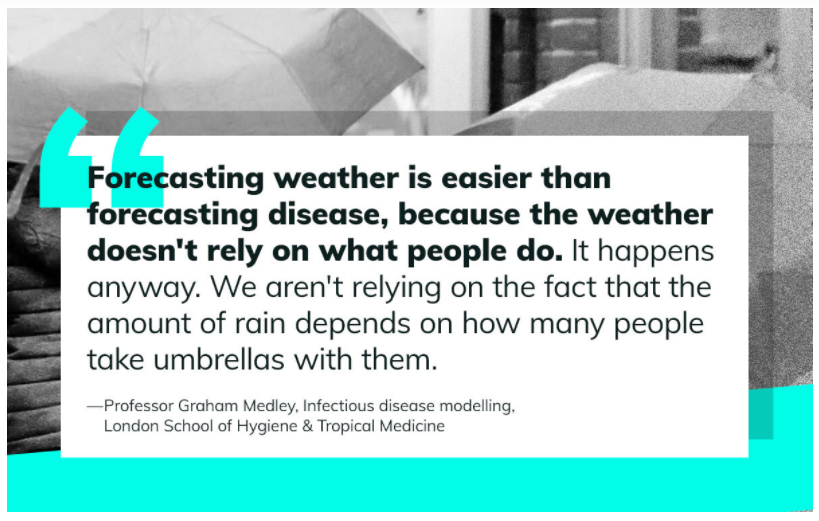 “
Forecasting weather is easier than
forecasting disease, because the weather
doesn't rely on what people do. It happens
anyway. We aren't relying on the fact that the
amount of rain depends on how many people
take umbrellas with them.
—Professor Graham Medley, Infectious disease modelling,
London School of Hygiene & Tropical Medicine